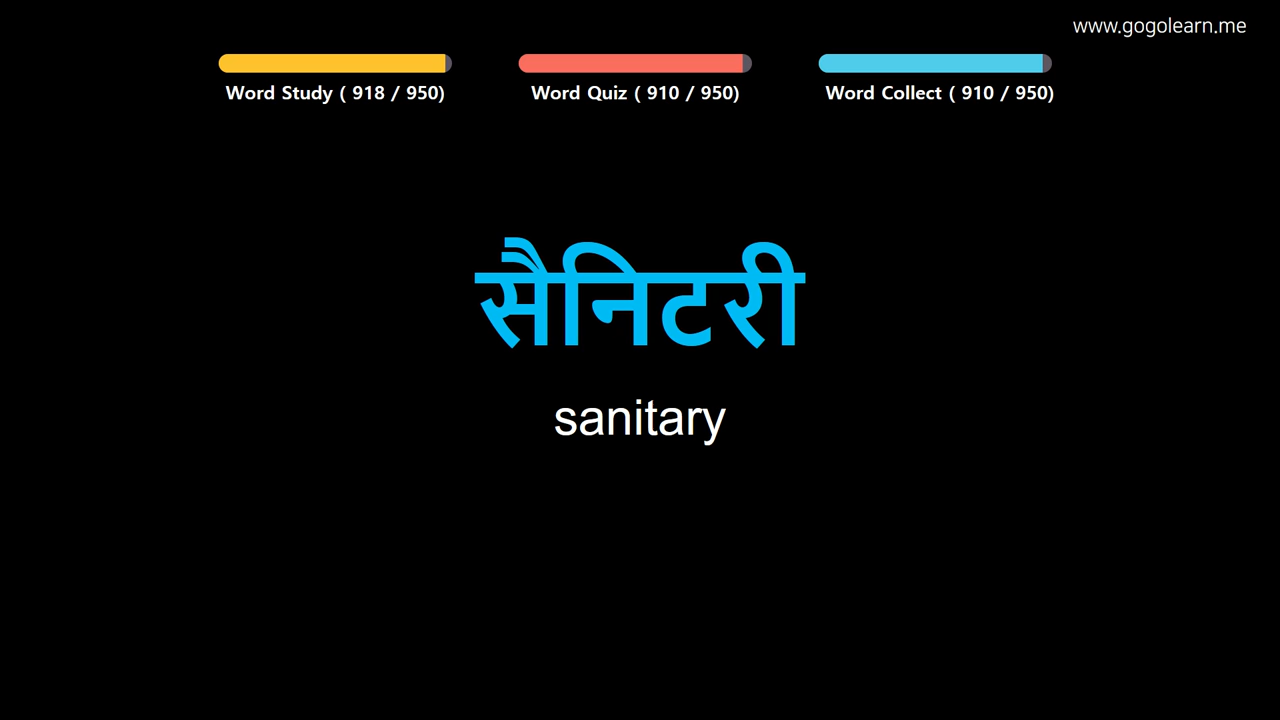 www.gogolearn.me
Word Study ( 918 / 950)
Word Quiz ( 910 / 950)
Word Collect ( 910 / 950)
सैनिटरी
sanitary